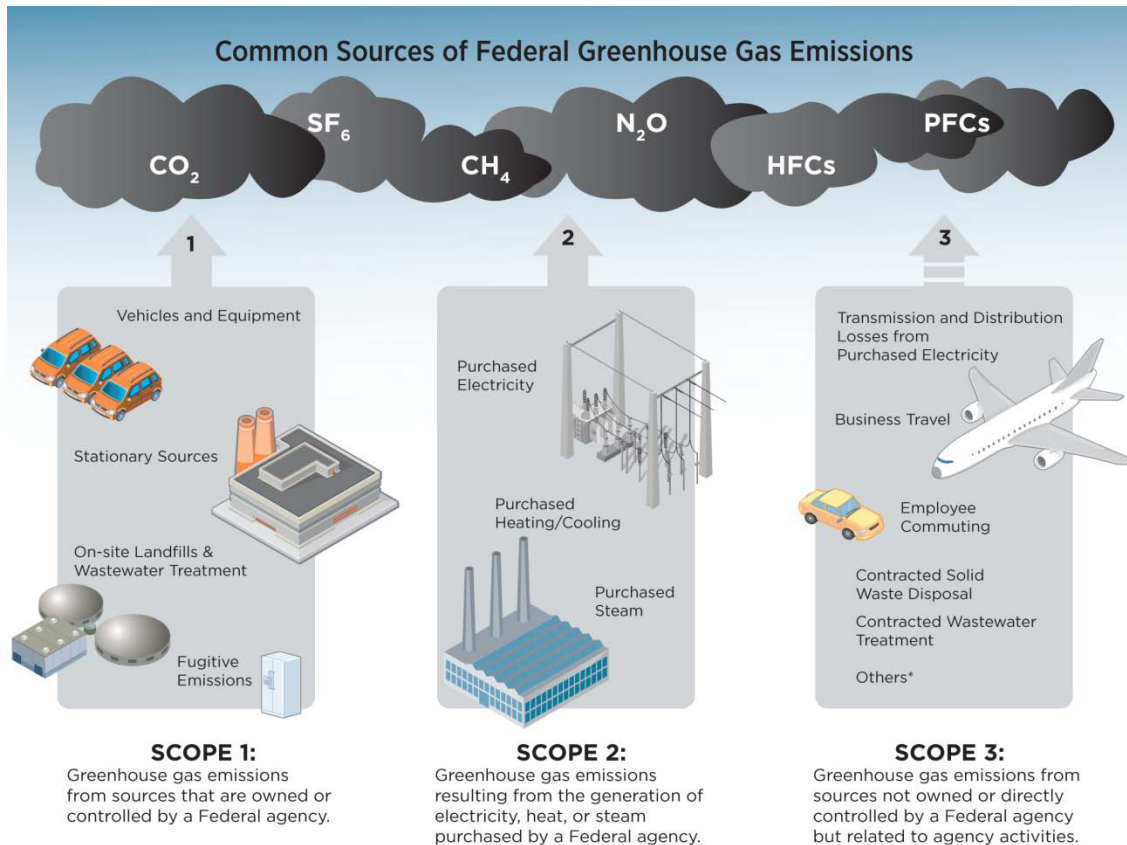 Common Sources of Federal Greenhouse Gas Emissions
CO₂
SF₆
CH₄
N₂O
HFCs
PFCs
1
Vehicles and Equipment
Stationary Sources
On-site Landfills &
Wastewater Treatment
Fugitive
Emissions
SCOPE 1:
Greenhouse gas emissions
from sources that are owned or
controlled by a Federal agency.
2
Purchased
Electricity
Purchased
Heating/Cooling
Purchased
Steam
SCOPE 2:
Greenhouse gas emissions
resulting from the generation of
electricity, heat, or steam
purchased by a Federal agency.
3
Transmission and Distribution
Losses from
Purchased Electricity
Business Travel
Employee
Commuting
Contracted Solid
Waste Disposal
Contracted Wastewater
Treatment
Others*
SCOPE 3:
Greenhouse gas emissions from
sources not owned or directly
controlled by a Federal agency
but related to agency activities.